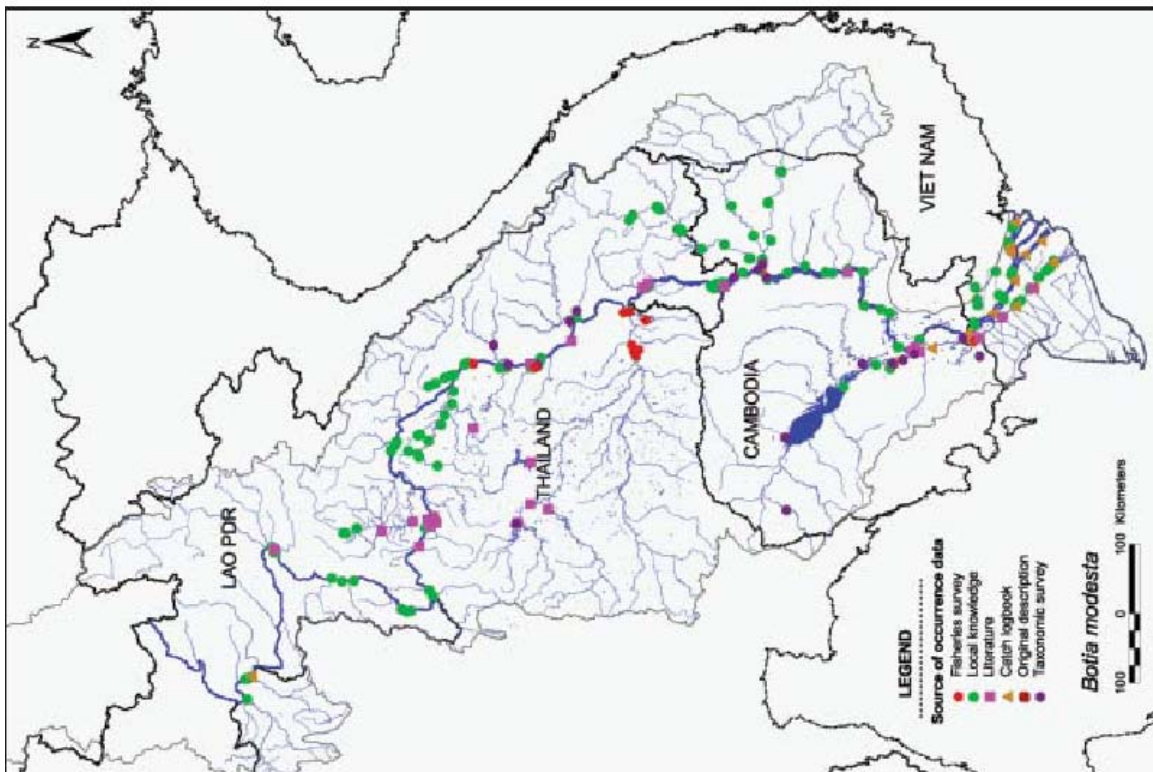 N
LAO PDR
THAILAND
CAMBODIA
VIET NAM
LEGEND
Source of occurrence data
Fisheries survey
Local knowledge
Literature
Catch logbook
Original description
Taxonomic survey
Botia modesta
100 0 100 Kilometers